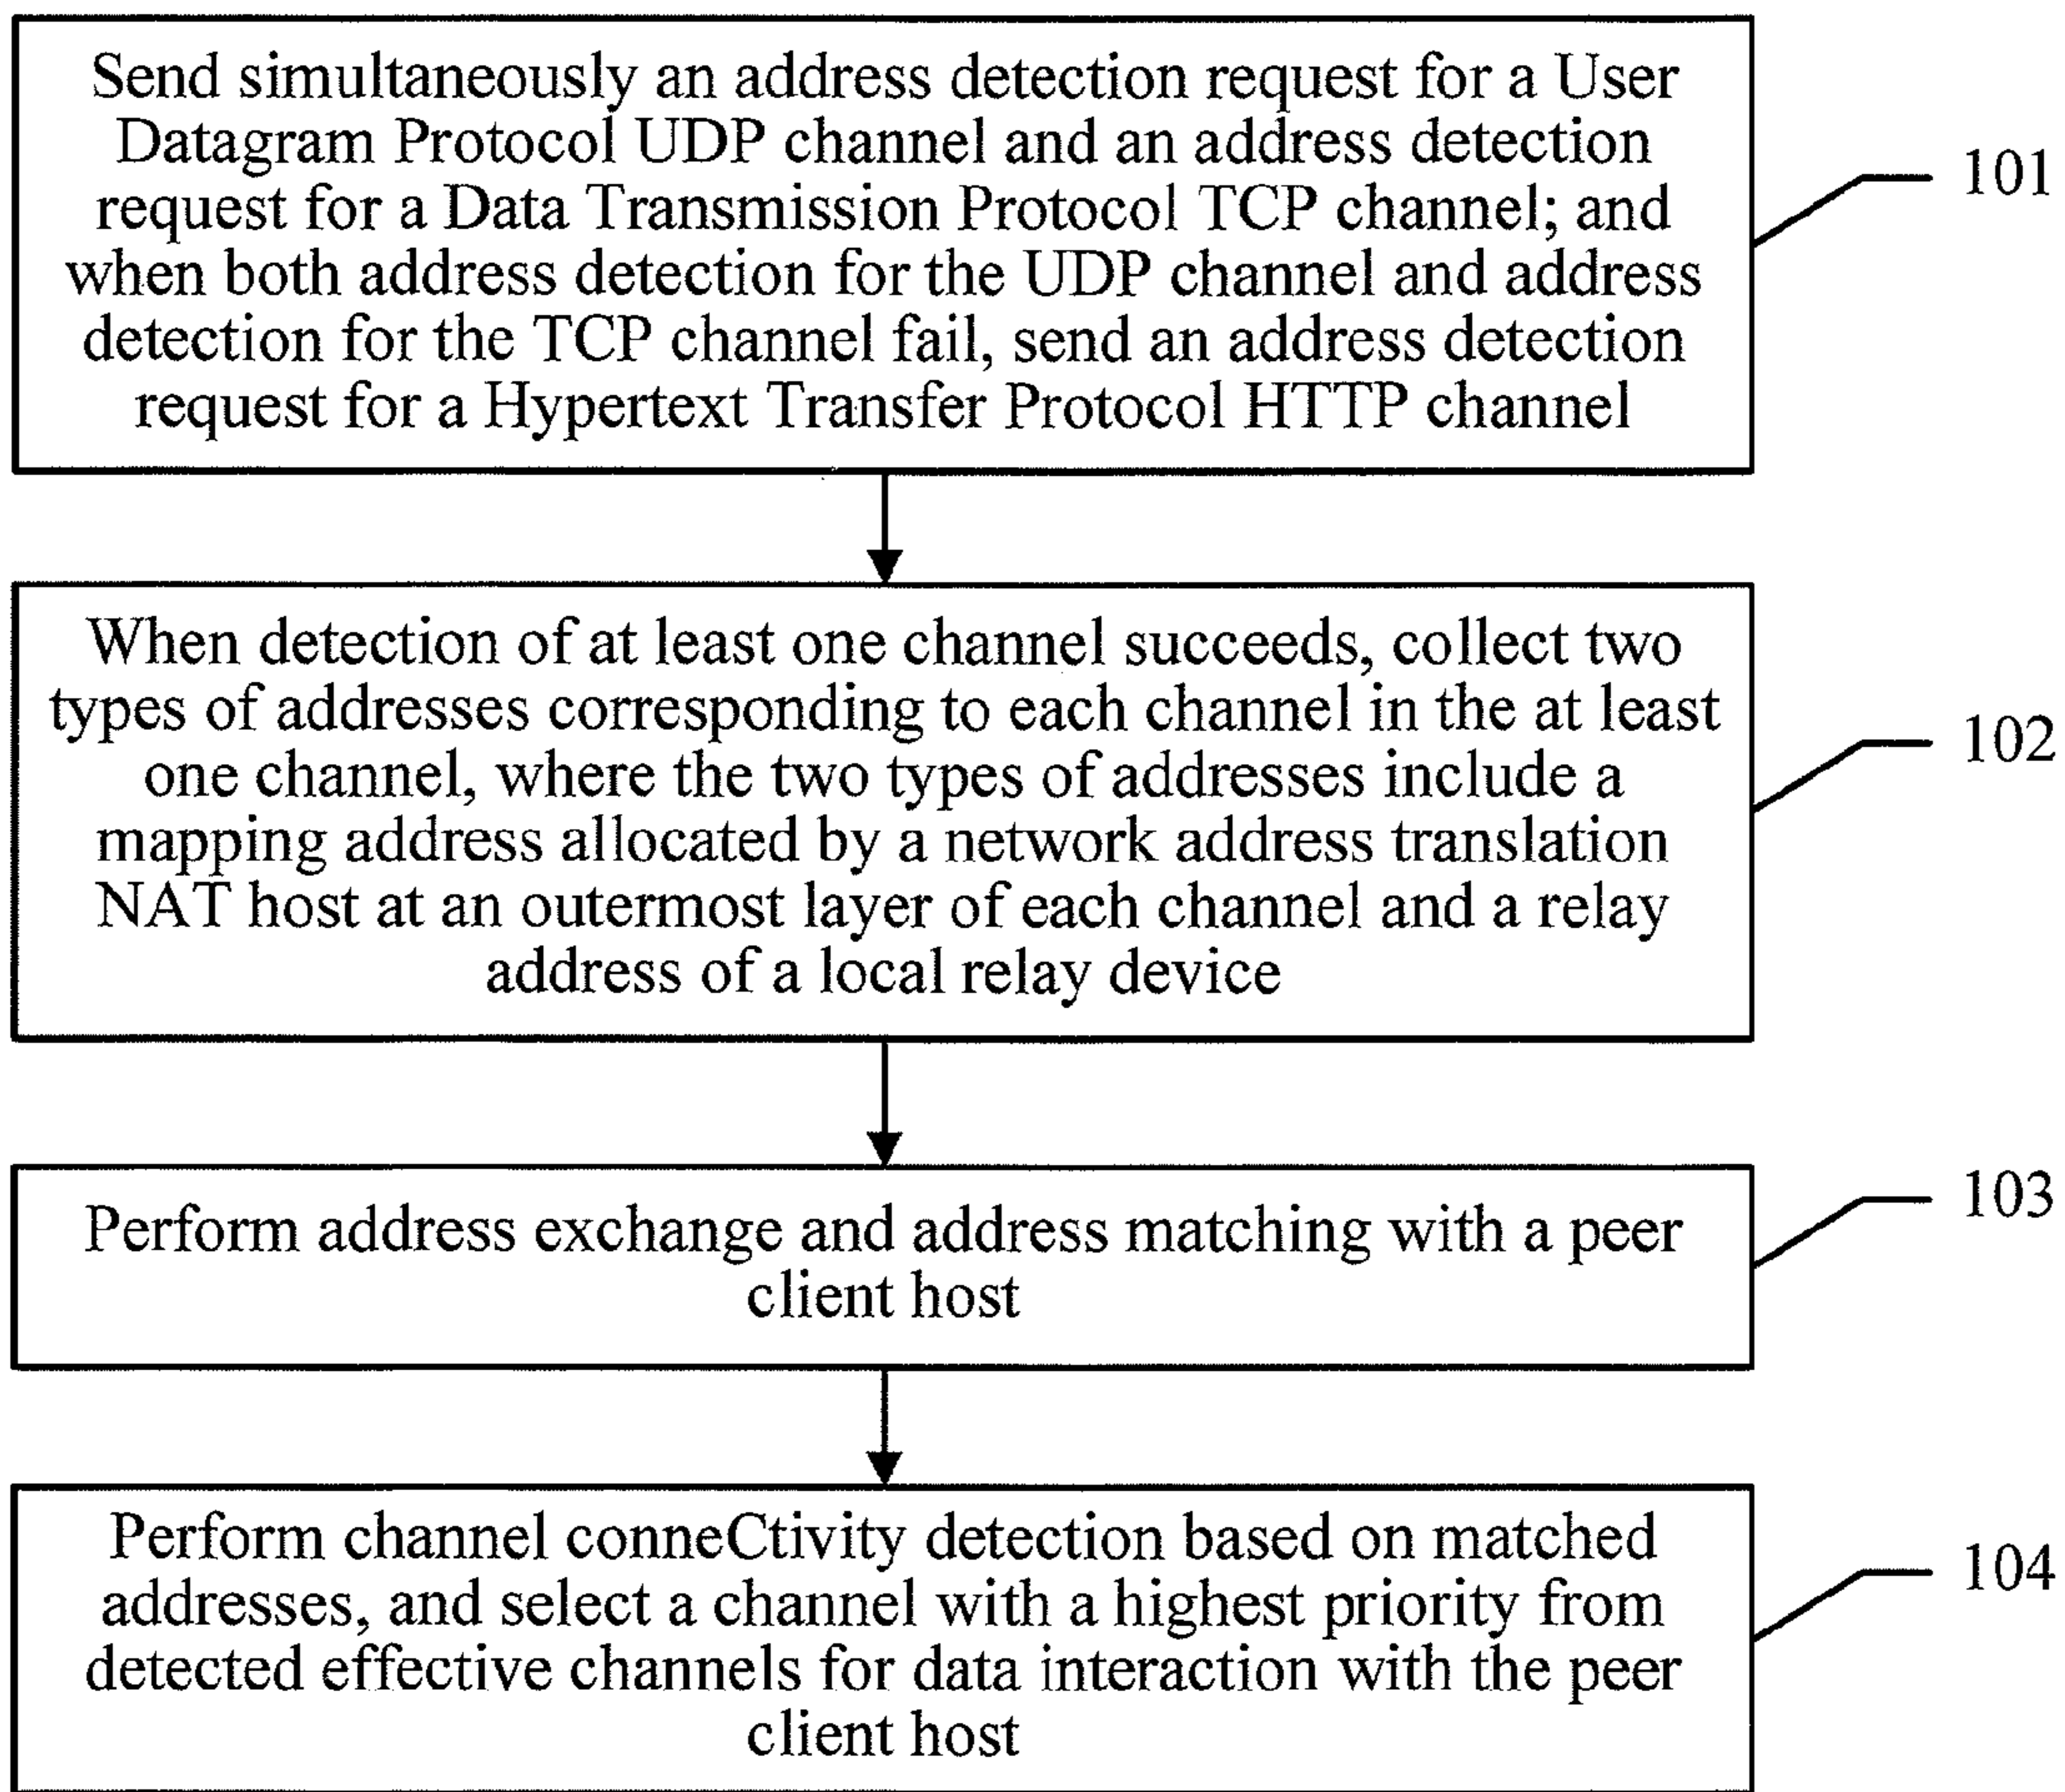 Send simultaneously an address detection request for a User
Datagram Protocol UDP channel and an address detection
request for a Data Transmission Protocol TCP channel; and
when both address detection for the UDP channel and address
detection for the TCP channel fail, send an address detection
request for a Hypertext Transfer Protocol HTTP channel
101
When detection of at least one channel succeeds, collect two
types of addresses corresponding to each channel in the at least
one channel, where the two types of addresses include a
mapping address allocated by a network address translation
NAT host at an outermost layer of each channel and a relay
address of a local relay device
102
Perform address exchange and address matching with a peer
client host
103
Perform channel conneCtivity detection based on matched
addresses, and select a channel with a highest priority from
detected effective channels for data interaction with the peer
client host
104